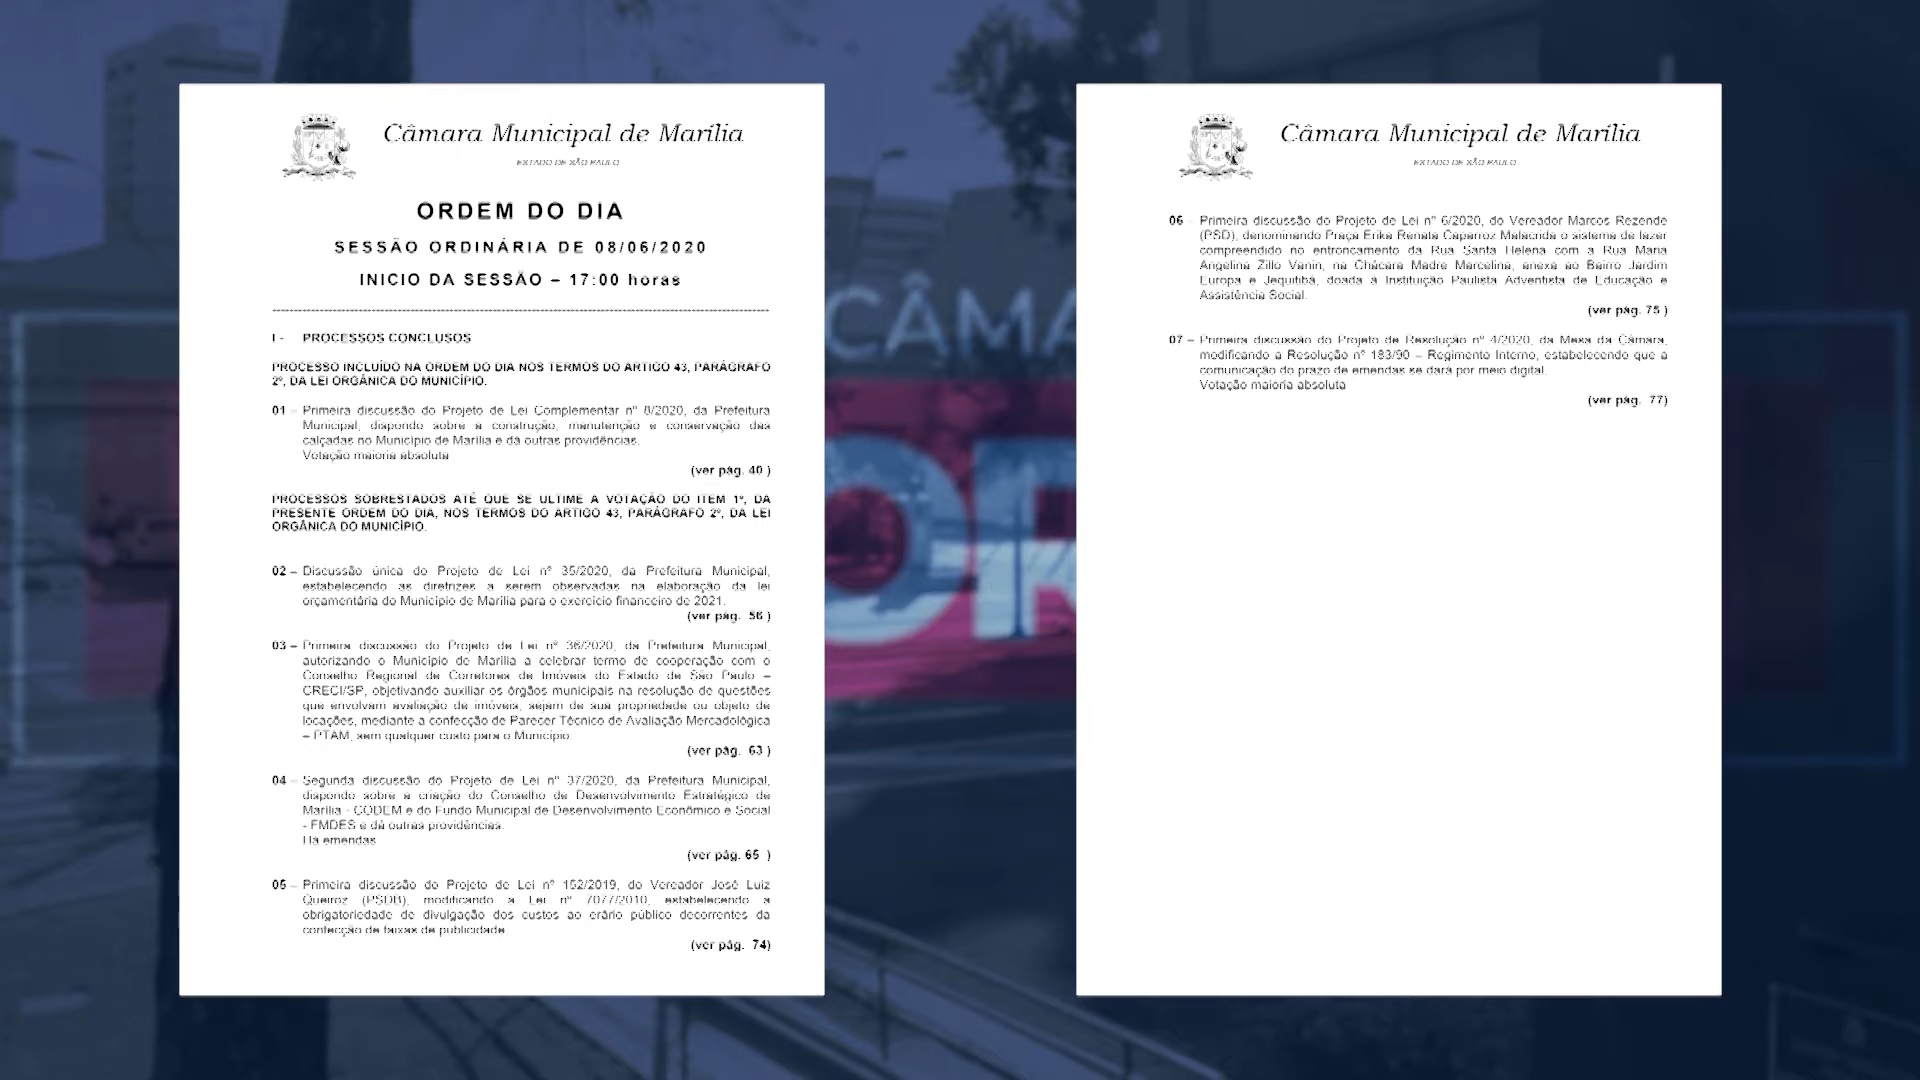 Câmara Municipal de Marília
ESTADO DE SÃO PAULO
ORDEM DO DIA
SESSÃO ORDINÁRIA DE 08/06/2020
INICIO DA SESSÃO – 17:00 horas
I - PROCESSOS CONCLUSOS
PROCESSO INCLUÍDO NA ORDEM DO DIA NOS TERMOS DO ARTIGO 43, PARÁGRAFO
2º, DA LEI ORGÂNICA DO MUNICÍPIO.
01 – Primeira discussão do Projeto de Lei Complementar nº 8/2020, da Prefeitura
Municipal, dispondo sobre a construção, manutenção e conservação das
calçadas no Município de Marília e dá outras providências.
Votação maioria absoluta
(ver pág. 40 )
PROCESSOS SOBRESTADOS ATÉ QUE SE ULTIME A VOTAÇÃO DO ITEM 1º, DA
PRESENTE ORDEM DO DIA, NOS TERMOS DO ARTIGO 43, PARÁGRAFO 2º, DA LEI
ORGÂNICA DO MUNICÍPIO.
02 – Discussão única do Projeto de Lei nº 35/2020, da Prefeitura Municipal,
estabelecendo as diretrizes a serem observadas na elaboração da lei
orçamentária do Município de Marília para o exercício financeiro de 2021.
(ver pág. 56 )
03 – Primeira discussão do Projeto de Lei nº 36/2020, da Prefeitura Municipal,
autorizando o Município de Marília a celebrar termo de cooperação com o
Conselho Regional de Corretores de Imóveis do Estado de São Paulo –
CRECI/SP, objetivando auxiliar os órgãos municipais na resolução de questões
que envolvam avaliação de imóveis, sejam de sua propriedade ou objeto de
locações, mediante a confecção de Parecer Técnico de Avaliação Mercadológica
– PTAM, sem qualquer custo para o Município.
(ver pág. 63 )
04 – Segunda discussão do Projeto de Lei nº 37/2020, da Prefeitura Municipal,
dispondo sobre a criação do Conselho de Desenvolvimento Estratégico de
Marília - CODEM e do Fundo Municipal de Desenvolvimento Econômico e Social
- FMDES e dá outras providências.
Há emendas
(ver pág. 65 )
05 – Primeira discussão do Projeto de Lei nº 152/2019, do Vereador José Luiz
Queiroz (PSDB), modificando a Lei nº 7077/2010, estabelecendo a
obrigatoriedade de divulgação dos custos ao erário público decorrentes da
confecção de faixas de publicidade.
(ver pág. 74)
Câmara Municipal de Marília
ESTADO DE SÃO PAULO
06 – Primeira discussão do Projeto de Lei nº 6/2020, do Vereador Marcos Rezende
(PSD), denominando Praça Erika Renata Caparroz Malacrida o sistema de lazer
compreendido no entroncamento da Rua Santa Helena com a Rua Maria
Angelina Zillo Vanin, na Chácara Madre Marcelina, anexa ao Bairro Jardim
Europa e Jequitibá, doada à Instituição Paulista Adventista de Educação e
Assistência Social.
(ver pág. 75 )
07 – Primeira discussão do Projeto de Resolução nº 4/2020, da Mesa da Câmara,
modificando a Resolução nº 183/90 – Regimento Interno, estabelecendo que a
comunicação do prazo de emendas se dará por meio digital.
Votação maioria absoluta
(ver pág. 77)
CÂMA
OR